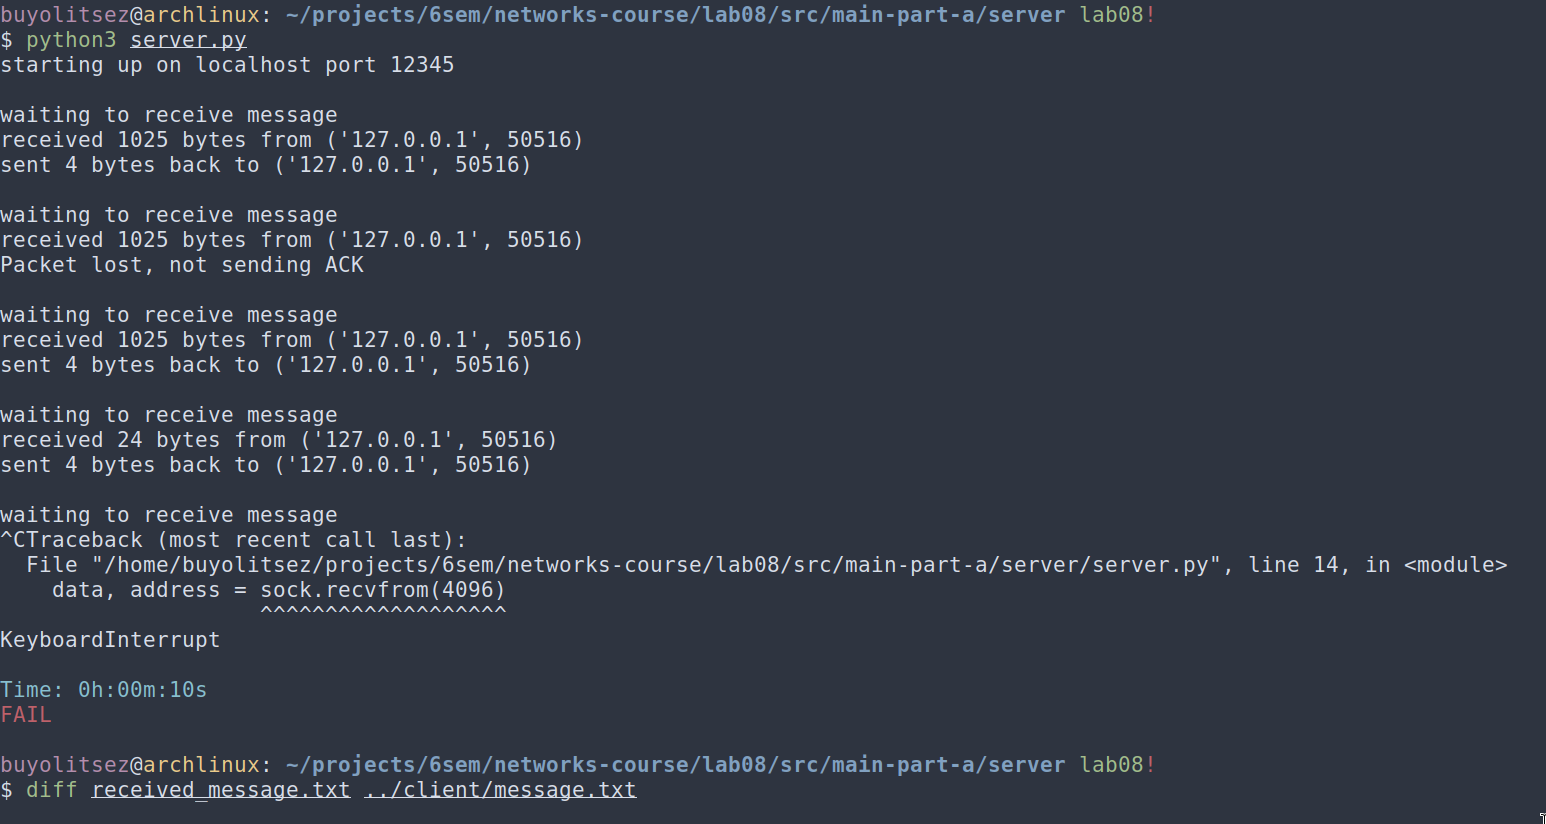 buyolitsez@archlinux: ~/projects/6sem/networks-course/lab08/src/main-part-a/server lab08!
$ python3 server.py
starting up on localhost port 12345
waiting to receive message
received 1025 bytes from ('127.0.0.1', 50516)
sent 4 bytes back to ('127.0.0.1', 50516)
waiting to receive message
received 1025 bytes from ('127.0.0.1', 50516)
Packet lost, not sending ACK
waiting to receive message
received 1025 bytes from ('127.0.0.1', 50516)
sent 4 bytes back to ('127.0.0.1', 50516)
waiting to receive message
received 24 bytes from ('127.0.0.1', 50516)
sent 4 bytes back to ('127.0.0.1', 50516)
waiting to receive message
^CTraceback (most recent call last):
  File "/home/buyolitsez/projects/6sem/networks-course/lab08/src/main-part-a/server/server.py", line 14, in <module>
    data, address = sock.recvfrom(4096)
                    ^^^^^^^^^^^^^^^^^^^
KeyboardInterrupt
Time: 0h:00m:10s
FAIL
buyolitsez@archlinux: ~/projects/6sem/networks-course/lab08/src/main-part-a/server lab08!
$ diff received_message.txt ../client/message.txt